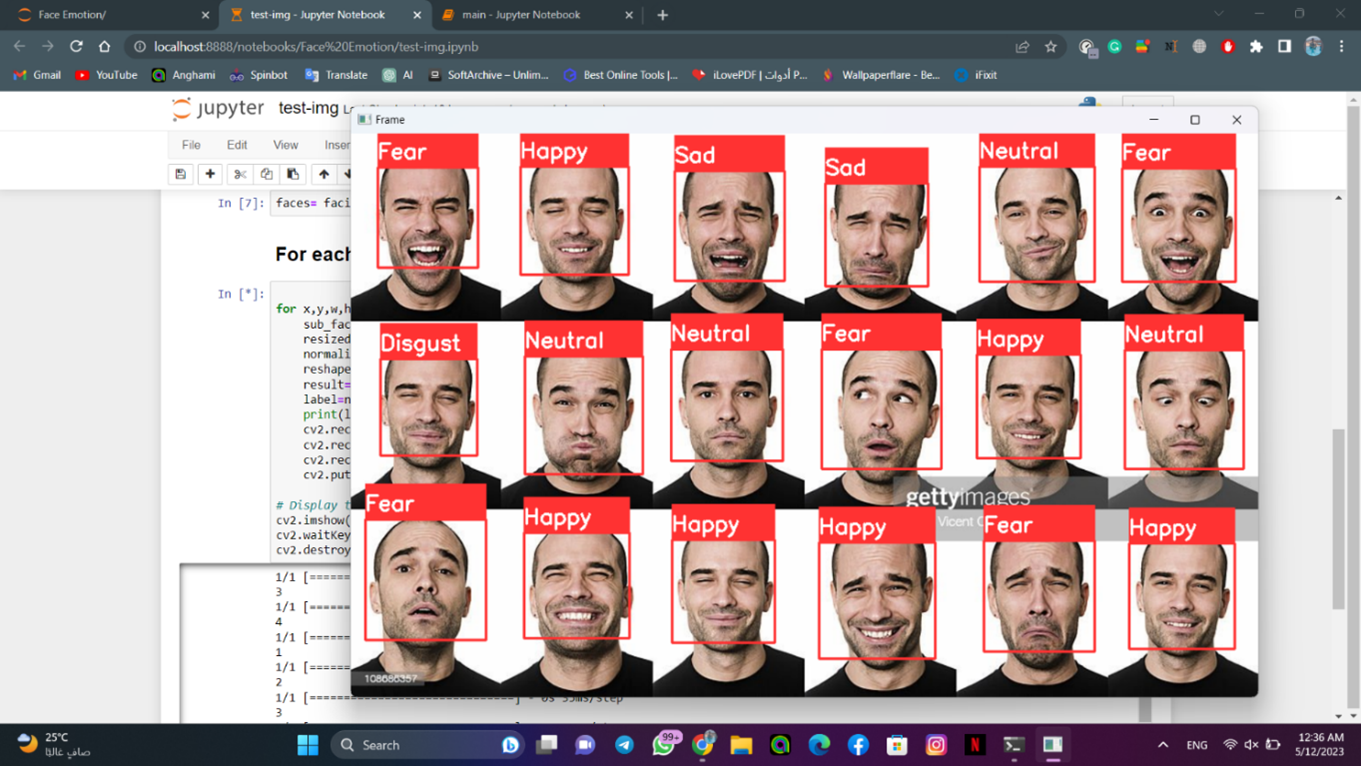 Face Emotion/
test-img - Jupyter Notebook
main - Jupyter Notebook
localhost:8888/notebooks/Face%20Emotion/test-img.ipynb
Gmail YouTube Anghami Spinbot Translate AI SoftArchive – Unlim... Best Online Tools |... iLovePDF | أدوات P... Wallpaperflare - Be... iFixit
jupyter test-img
File Edit View Inser
Frame
In [7]: faces= faci
For each
In [*]:
for x,y,w,h
sub_fac
resized
normali
reshape
result=
label=n
print(l
cv2.rec
cv2.rec
cv2.rec
cv2.put
# Display t
cv2.imshow(
cv2.waitKey
cv2.destroy
1/1 [=====
3
1/1 [=====
4
1/1 [=====
1
1/1 [=====
2
1/1 [==============================] - 0s 35ms/step
3
Fear Happy Sad Sad Neutral Fear
Disgust Neutral Neutral Fear Happy Neutral
gettyimages
Vicent
Fear Happy Happy Happy Fear Happy
108686357
25°C
صافٍ غالبًا
Search
99+
ENG
12:36 AM
5/12/2023